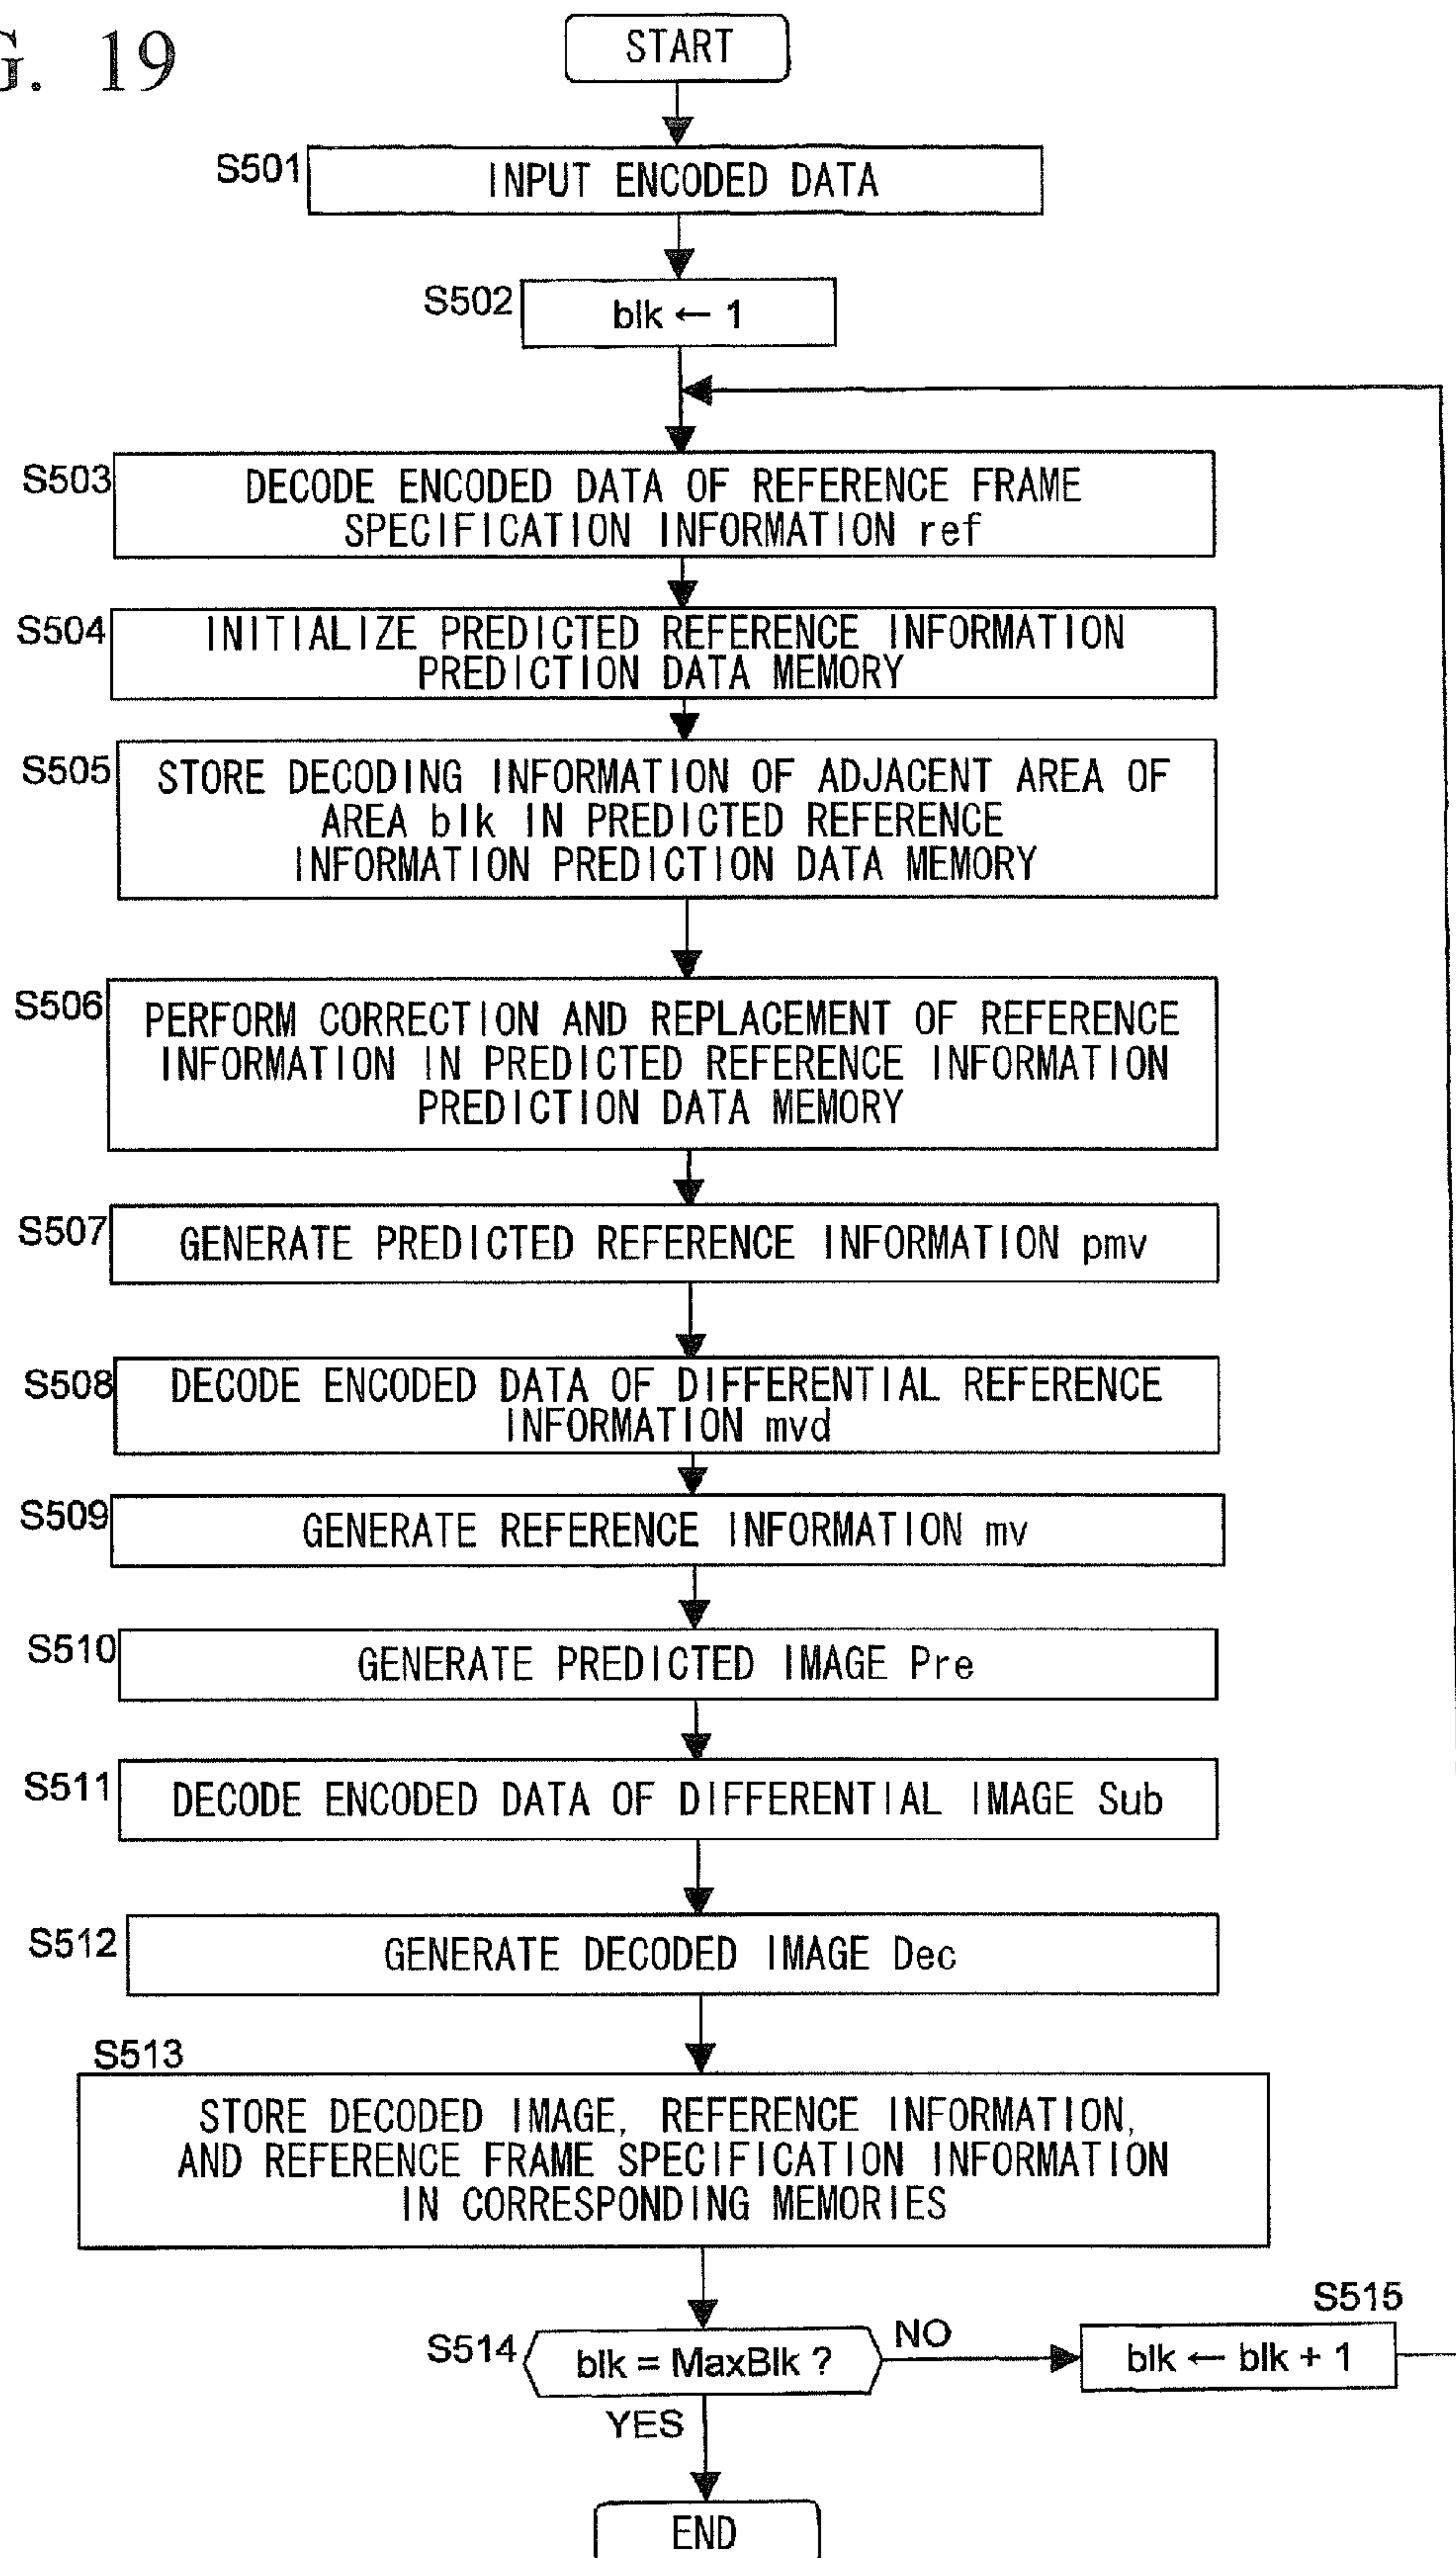 G. 19
START
S501
INPUT ENCODED DATA
S502
blk ← 1
S503
DECODE ENCODED DATA OF REFERENCE FRAME
SPECIFICATION INFORMATION ref
S504
INITIALIZE PREDICTED REFERENCE INFORMATION
PREDICTION DATA MEMORY
S505
STORE DECODING INFORMATION OF ADJACENT AREA OF
AREA blk IN PREDICTED REFERENCE
INFORMATION PREDICTION DATA MEMORY
S506
PERFORM CORRECTION AND REPLACEMENT OF REFERENCE
INFORMATION IN PREDICTED REFERENCE INFORMATION
PREDICTION DATA MEMORY
S507
GENERATE PREDICTED REFERENCE INFORMATION pmv
S508
DECODE ENCODED DATA OF DIFFERENTIAL REFERENCE
INFORMATION mvd
S509
GENERATE REFERENCE INFORMATION mv
S510
GENERATE PREDICTED IMAGE Pre
S511
DECODE ENCODED DATA OF DIFFERENTIAL IMAGE Sub
S512
GENERATE DECODED IMAGE Dec
S513
STORE DECODED IMAGE, REFERENCE INFORMATION,
AND REFERENCE FRAME SPECIFICATION INFORMATION
IN CORRESPONDING MEMORIES
S514
blk = MaxBlk ?
NO
S515
blk ← blk + 1
YES
END